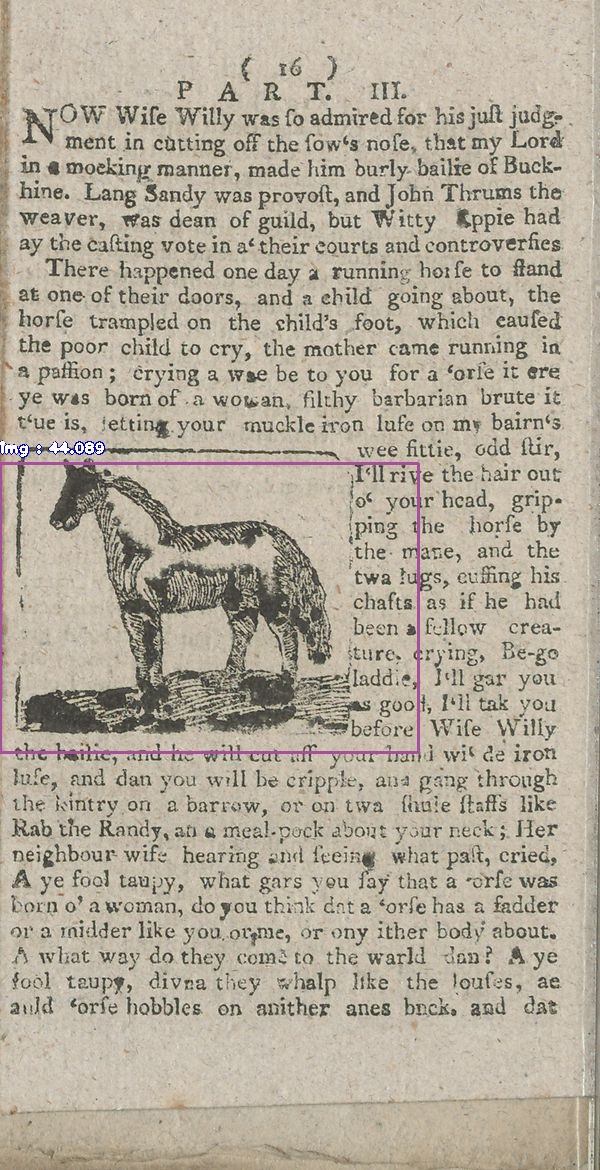 ( 16 )
P A R T. III.
NOW Wiſe Willy was ſo admired for his juſt judg-
ment in cutting off the ſow‘s noſe, that my Lord
in a mocking manner, made him burly bailie of Buck-
hine. Lang Sandy was provoſt, and John Thrums the
weaver, was dean of guild, but Witty Appie had
ay the caſting vote in a‘ their courts and controverſies
There happened one day a running horſe to ſtand
at one of their doors, and a child going about, the
horſe trampled on the child’s foot, which cauſed
the poor child to cry, the mother came running in
a paſſion; crying a wae be to you for a ‘orſe it ere
ye was born of a woman, filthy barbarian brute it
t‘ue is, ſetting your muckle iron luſe on my bairn‘s
Img : 44.089
wee fittie, odd ſtir,
I‘ll rive the hair out
o‘ your head, grip-
ping the horſe by
the mane, and the
twa lugs, cuffing his
chafts as if he had
been a fellow crea-
ture, crying, Be-go
laddie, I‘ll gar you
as good, I‘ll tak you
before Wiſe Willy
the bailie, and he will cut aff your hand wi‘ de iron
luſe, and dan you will be cripple, and gang through
the kintry on a barrow, or on twa ſhule ſtaffs like
Rab the Randy, an a meal-pock about your neck; Her
neighbour wife hearing and ſeeing what paſt, cried,
A ye fool taupy, what gars you ſay that a ‘orſe was
born o’ a woman, do you think dat a ‘orſe has a fadder
or a midder like you, or me, or ony ither body about.
A what way do they come to the warld dan? A ye
fool taupy, divna they whalp like the louſes, ae
auld ‘orſe hobbles on anither anes back, and dat